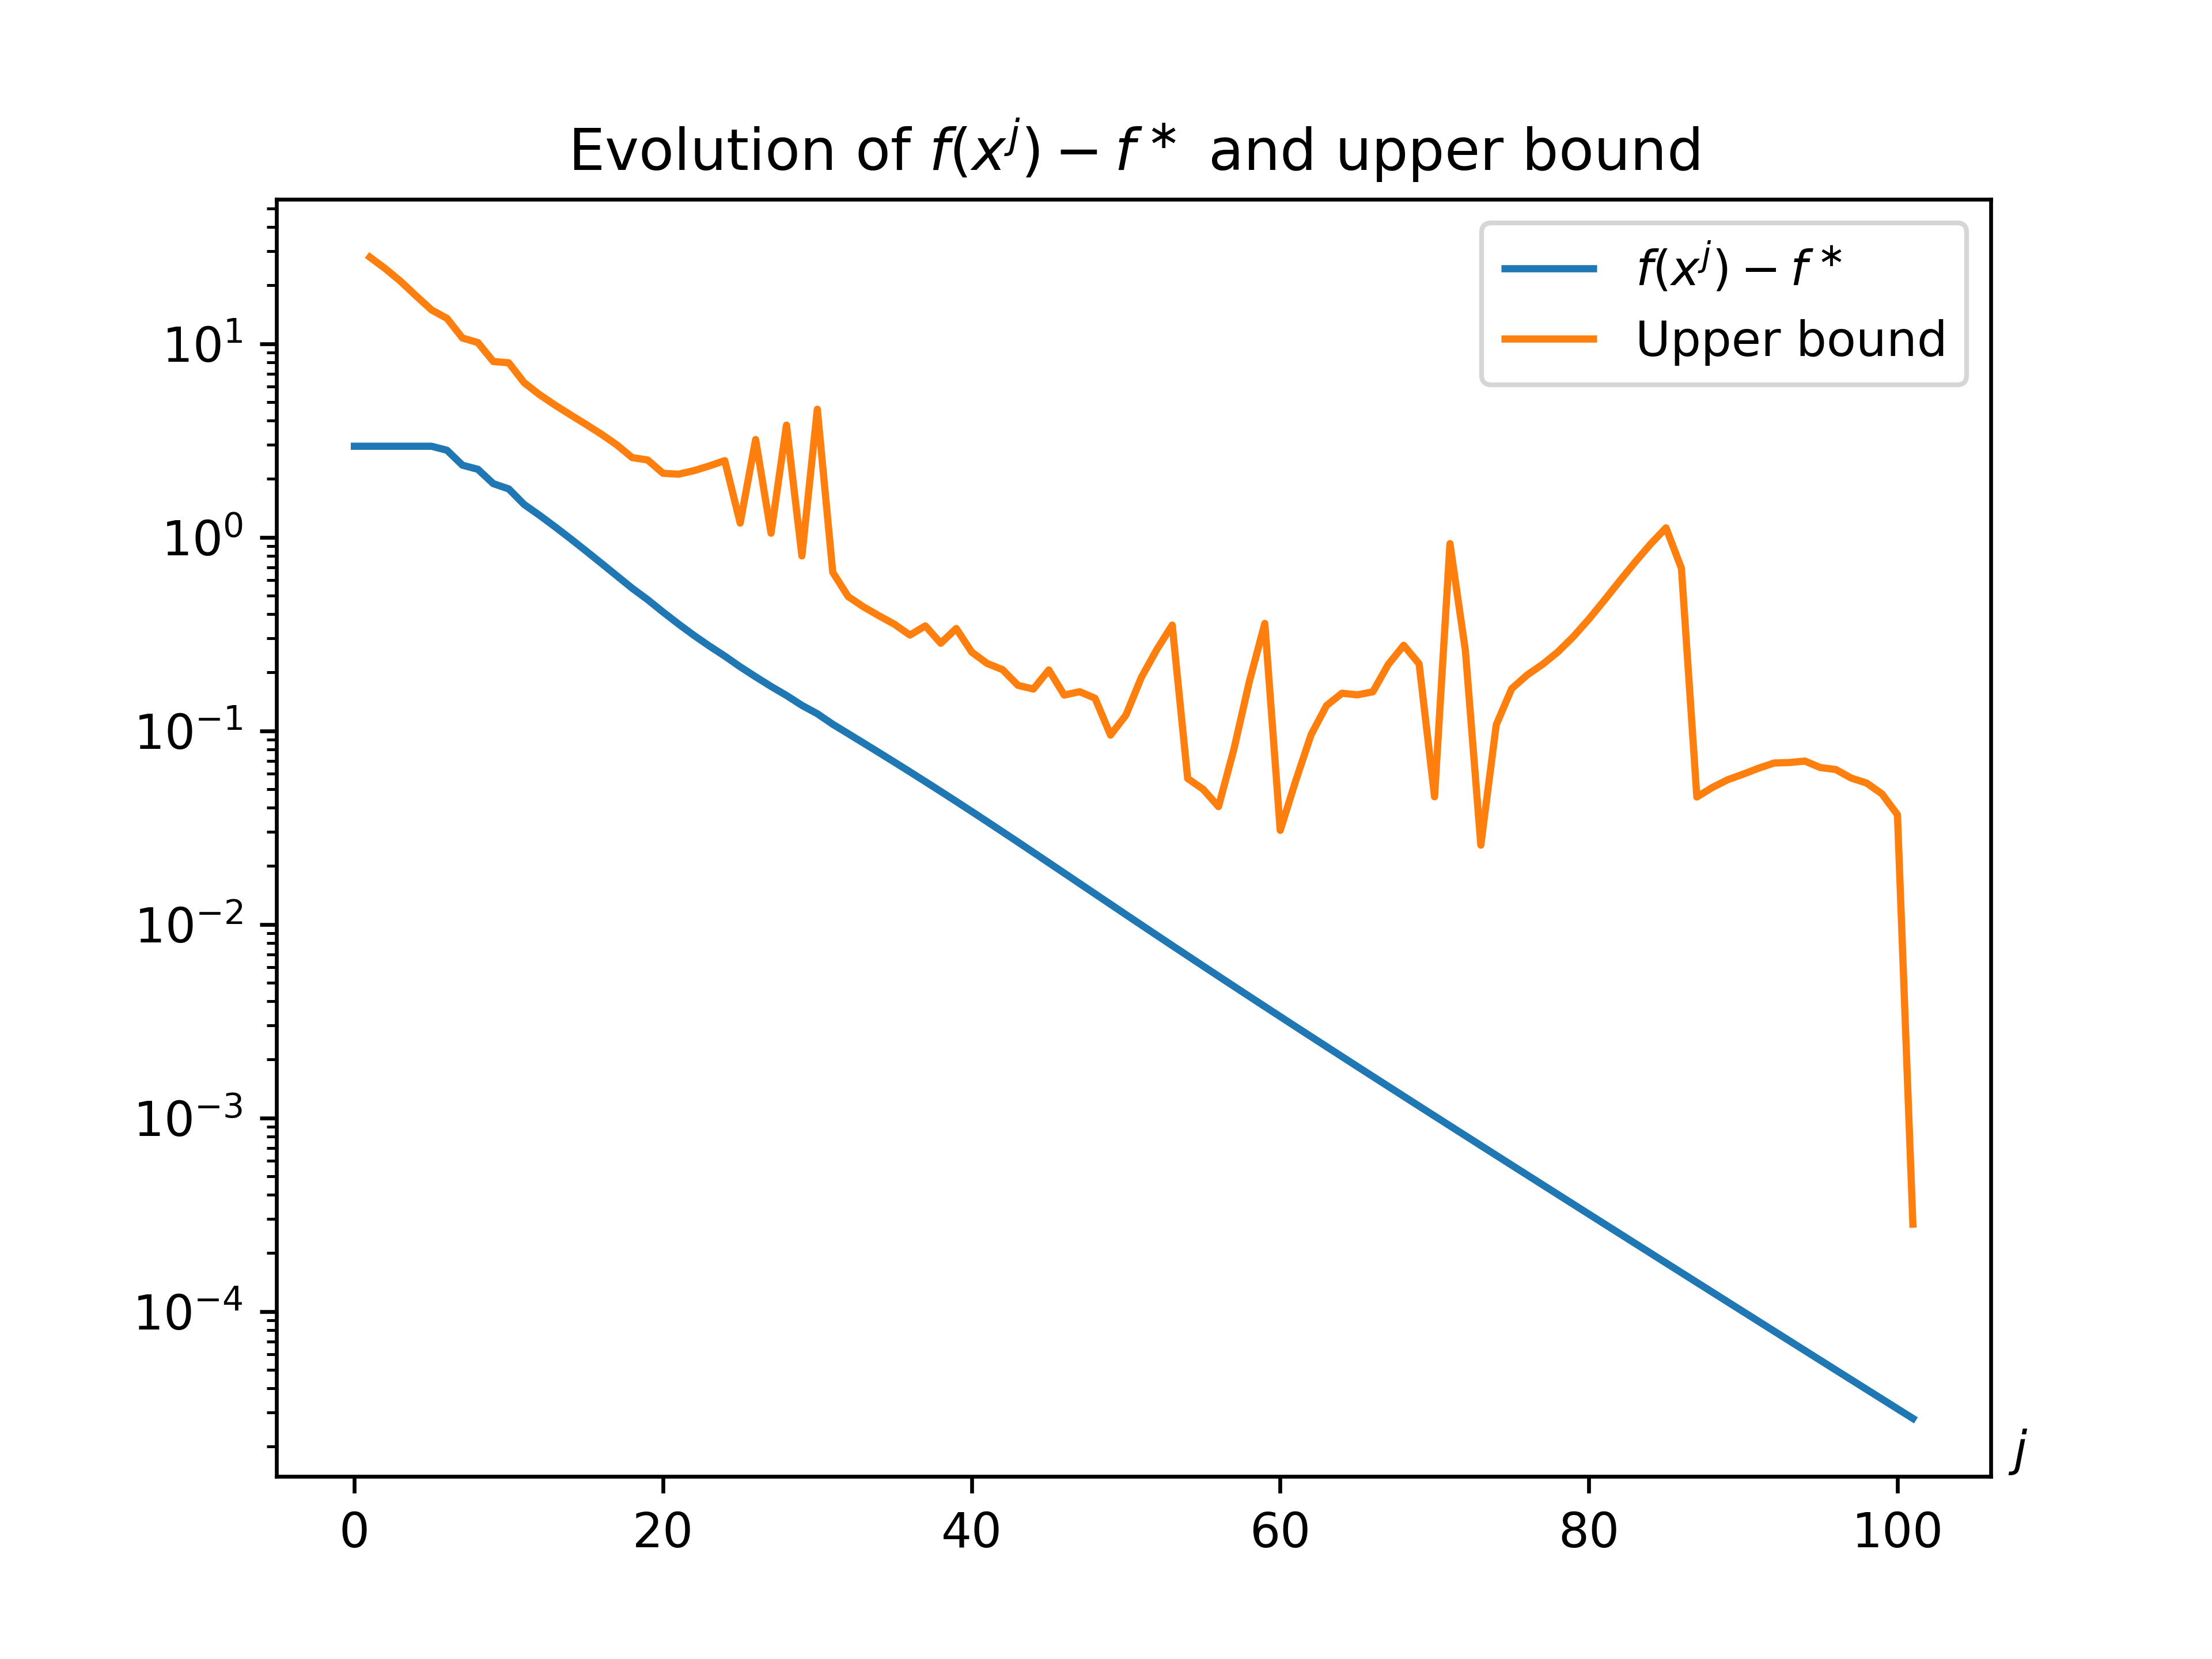 Evolution of f(x^j) − f* and upper bound
f(x^j) − f*
Upper bound
10^1
10^0
10^−1
10^−2
10^−3
10^−4
j
0 20 40 60 80 100